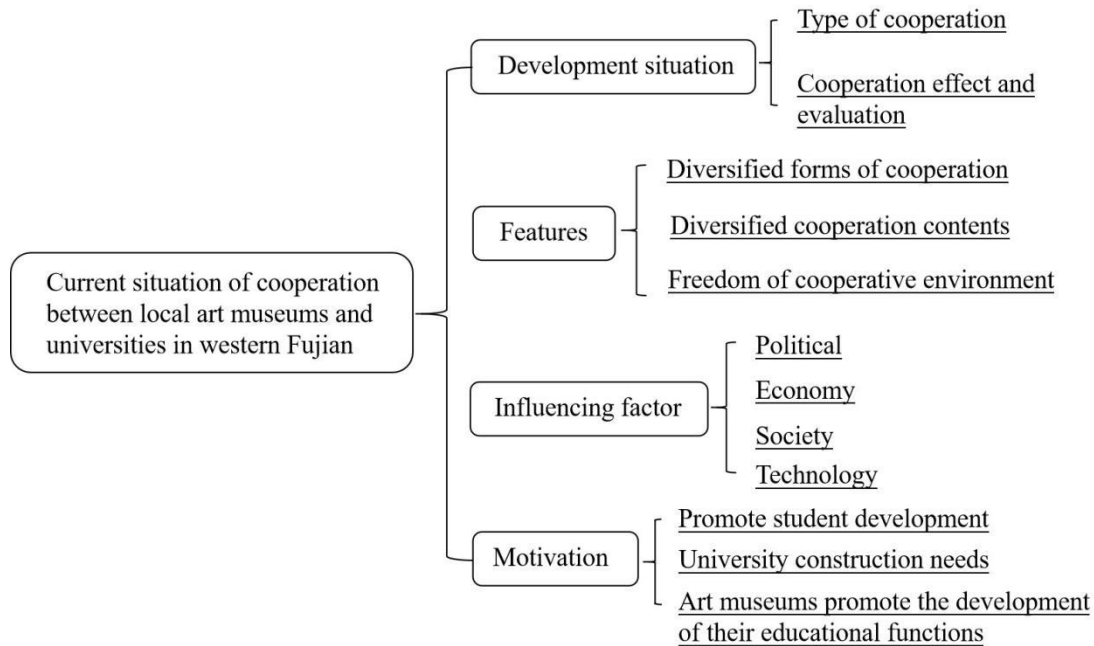 Current situation of cooperation
between local art museums and
universities in western Fujian
Development situation
Type of cooperation
Cooperation effect and
evaluation
Features
Diversified forms of cooperation
Diversified cooperation contents
Freedom of cooperative environment
Influencing factor
Political
Economy
Society
Technology
Motivation
Promote student development
University construction needs
Art museums promote the development
of their educational functions